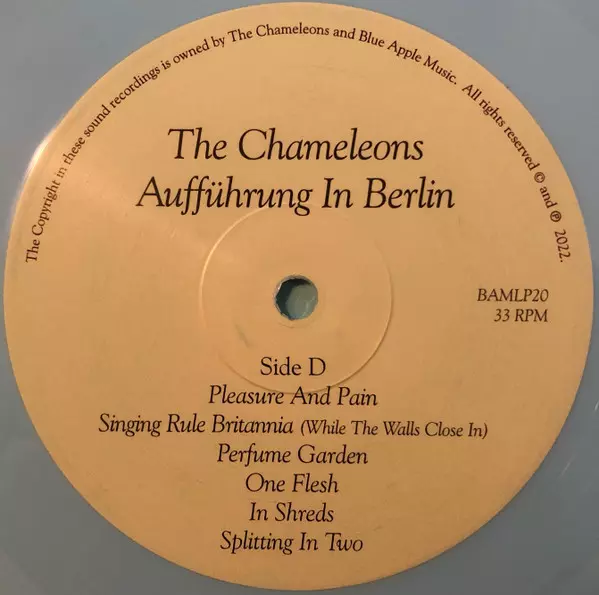 The Copyright in these sound recordings is owned by The Chameleons and Blue Apple Music. All rights reserved © and ℗ 2022.
The Chameleons
Aufführung In Berlin
BAMLP20
33 RPM
Side D
Pleasure And Pain
Singing Rule Britannia (While The Walls Close In)
Perfume Garden
One Flesh
In Shreds
Splitting In Two